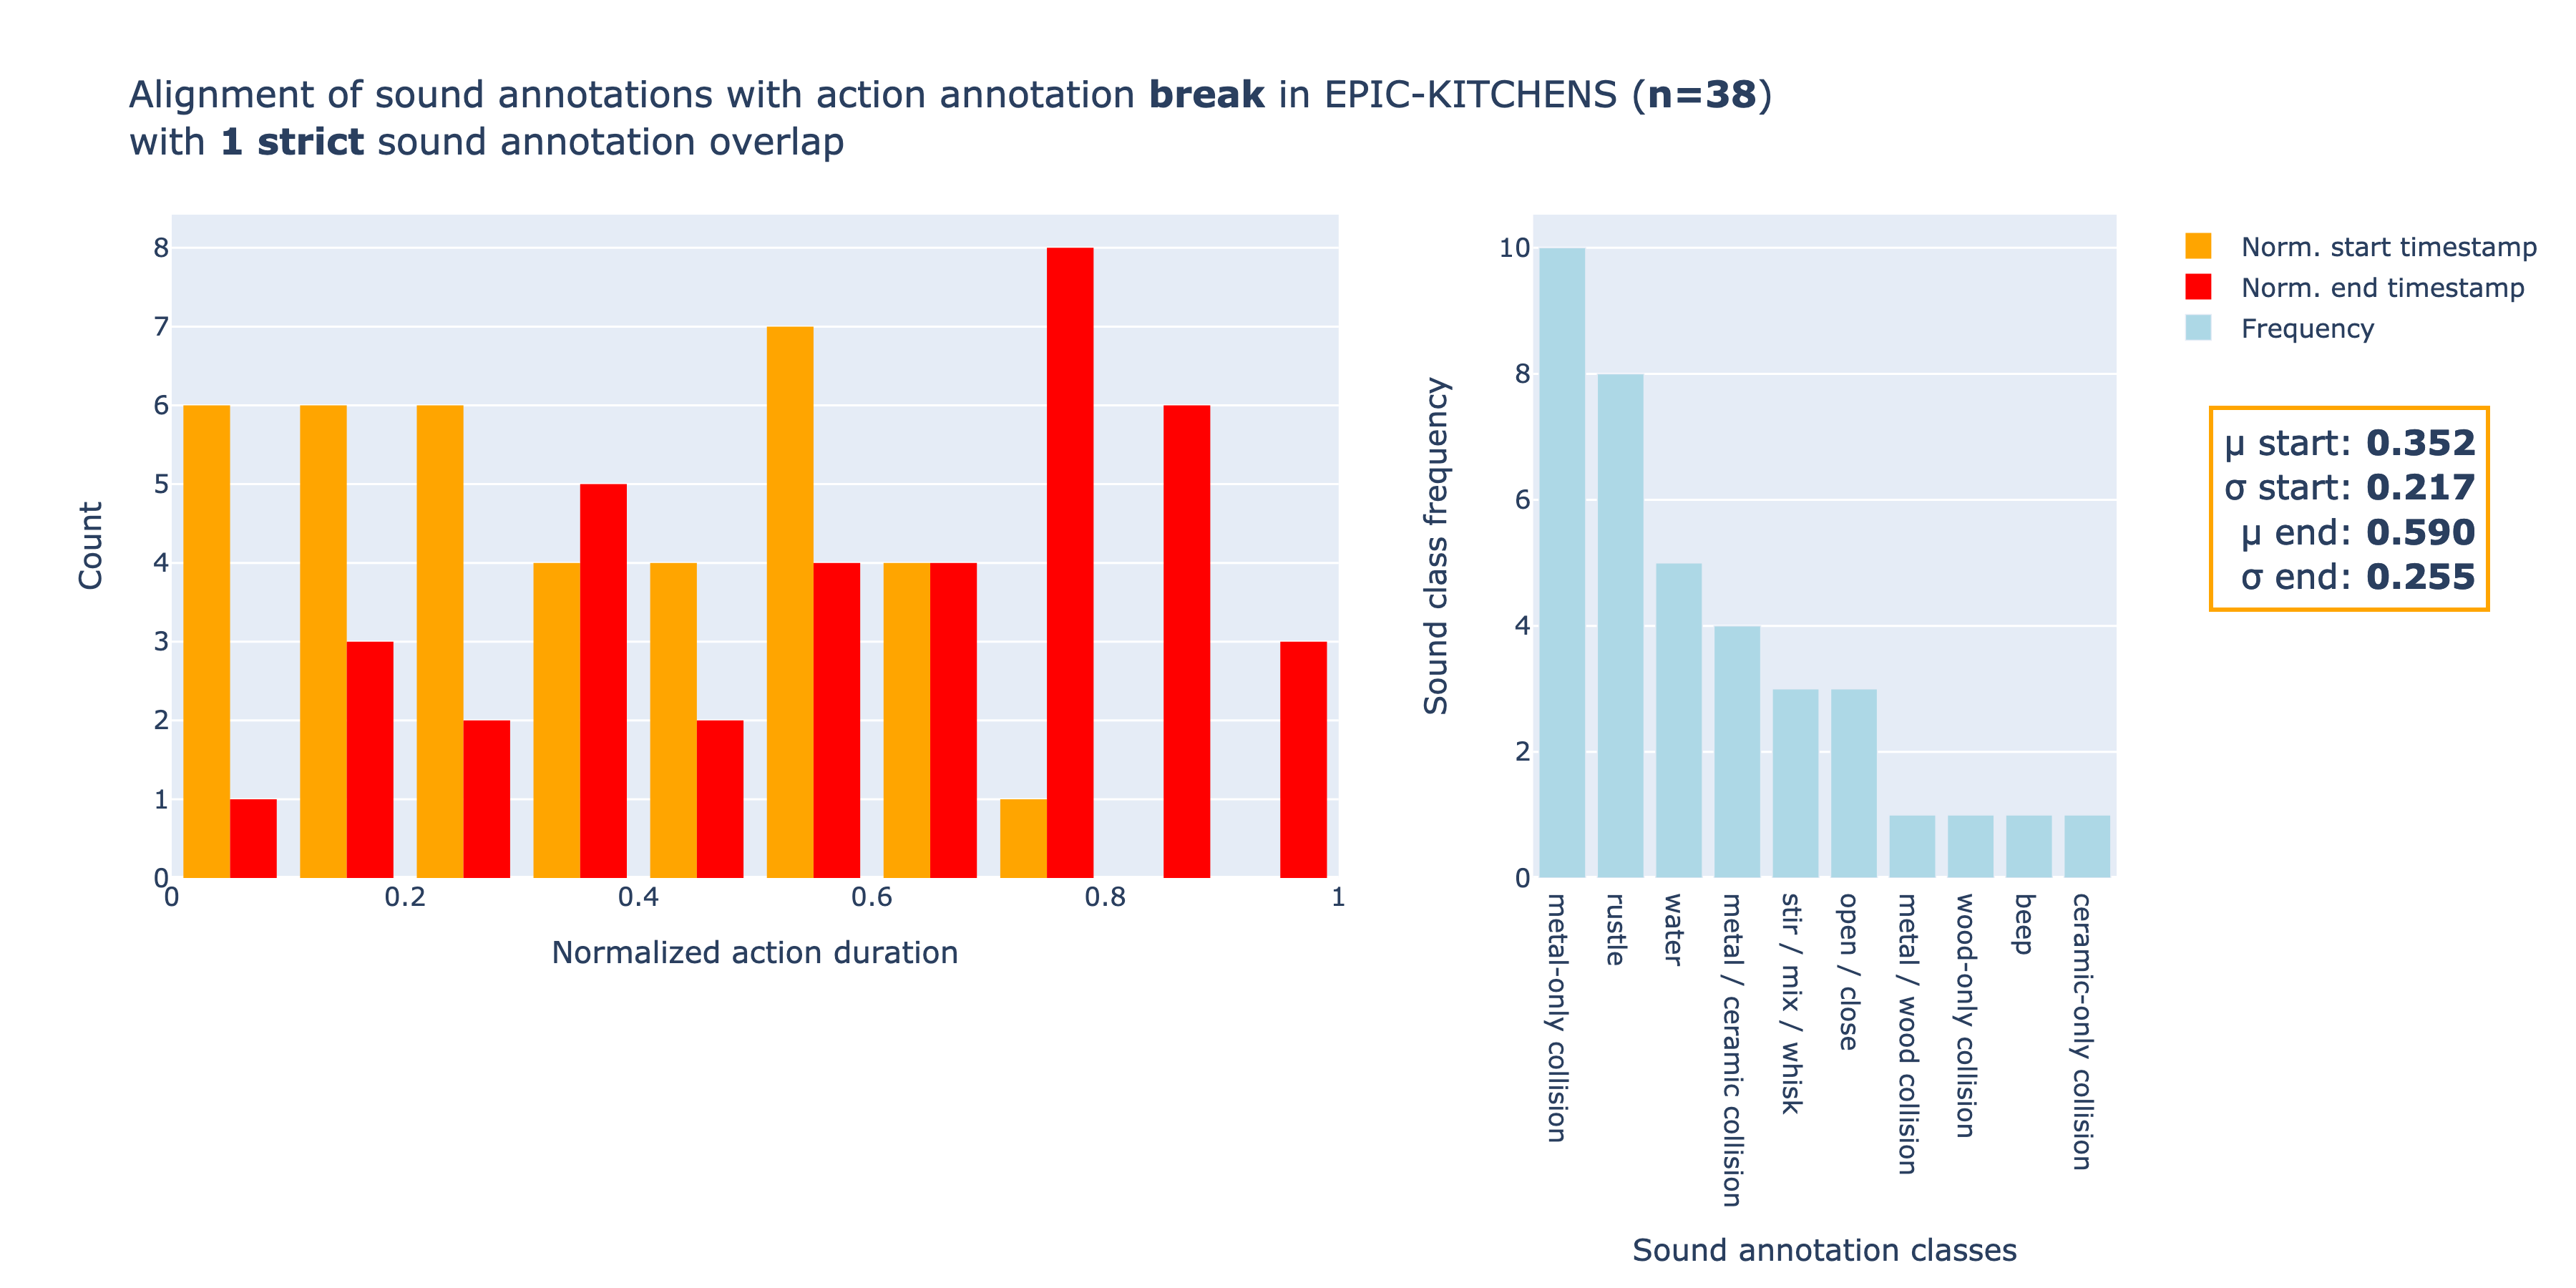 Alignment of sound annotations with action annotation break in EPIC-KITCHENS (n=38)
with 1 strict sound annotation overlap
8
7
6
5
4
3
2
1
0
Count
0
0.2
0.4
0.6
0.8
1
Normalized action duration
10
8
6
4
2
0
Sound class frequency
metal-only collision
rustle
water
metal / ceramic collision
stir / mix / whisk
open / close
metal / wood collision
wood-only collision
beep
ceramic-only collision
Sound annotation classes
Norm. start timestamp
Norm. end timestamp
Frequency
μ start: 0.352
σ start: 0.217
μ end: 0.590
σ end: 0.255